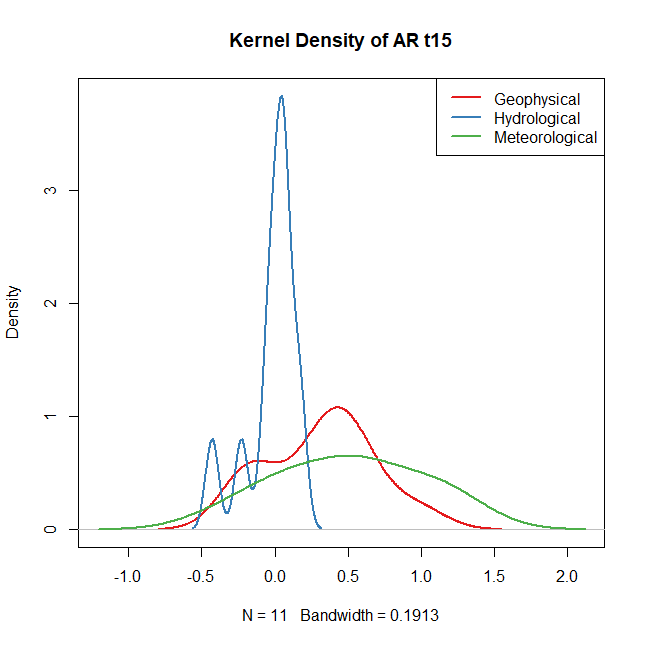 Kernel Density of AR t15
Geophysical
Hydrological
Meteorological
Density
3
2
1
0
-1.0 -0.5 0.0 0.5 1.0 1.5 2.0
N = 11 Bandwidth = 0.1913